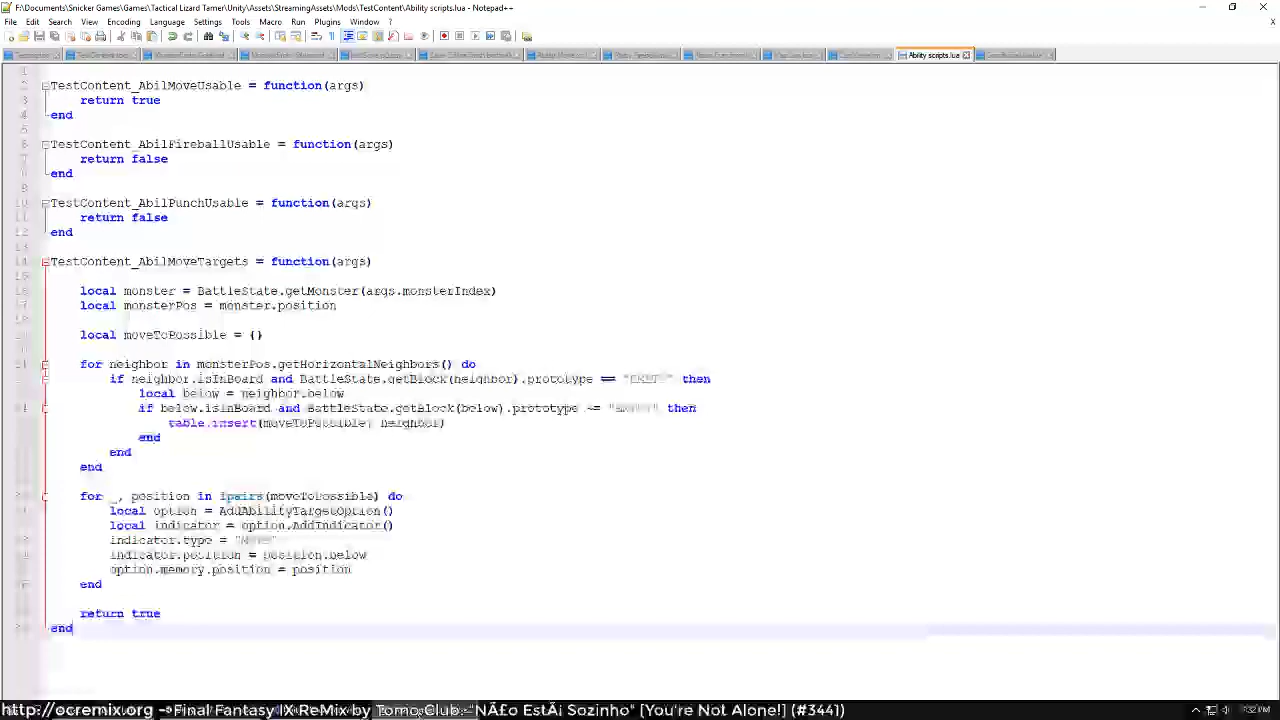 F:\Documents\Snicker Games\Games\Tactical Lizard Tamer\Unity\Assets\StreamingAssets\Mods\TestContent\Ability scripts.lua - Notepad++
File Edit Search View Encoding Language Settings Tools Macro Run Plugins Window ?
Ability scripts.lua
TestContent_AbilMoveUsable = function(args)
return true
end
TestContent_AbilFireballUsable = function(args)
return false
end
TestContent_AbilPunchUsable = function(args)
return false
end
TestContent_AbilMoveTargets = function(args)
local monster = BattleState.getMonster(args.monsterIndex)
local monsterPos = monster.position
local moveToPossible = {}
for neighbor in monsterPos.getHorizontalNeighbors() do
if neighbor.isInBoard and BattleState.getBlock(neighbor).prototype == then
local below = neighbor.below
if below.isInBoard and BattleState.getBlock(below).prototype ~= then
table.insert(moveToPossible, neighbor)
end
end
end
for _, position in ipairs(moveToPossible) do
local option = AddAbilityTargetOption()
local indicator = option.AddIndicator()
indicator.type = "Move"
indicator.position = position.below
option.memory.position = position
end
return true
end
http://ocremix.org - Final Fantasy IX ReMix by Tomo Club: "NÃ£o EstÃ¡ Sozinho" [You're Not Alone!] (#3441)